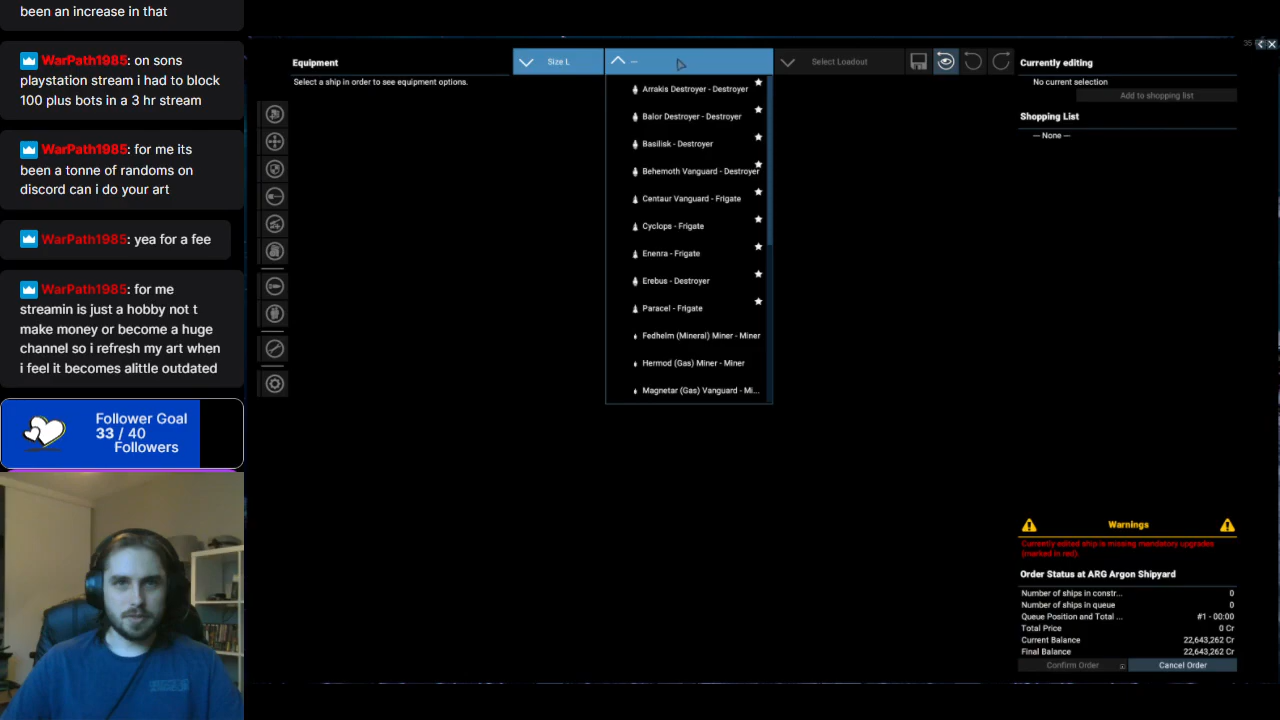 been an increase in that
WarPath1985: on sons
playstation stream i had to block
100 plus bots in a 3 hr stream
WarPath1985: for me its
been a tonne of randoms on
discord can i do your art
WarPath1985: yea for a fee
WarPath1985: for me
streamin is just a hobby not t
make money or become a huge
channel so i refresh my art when
i feel it becomes alittle outdated
Follower Goal
33 / 40
Followers
Equipment
Select a ship in order to see equipment options.
Size L
—
Select Loadout
Arrakis Destroyer - Destroyer
Balor Destroyer - Destroyer
Basilisk - Destroyer
Behemoth Vanguard - Destroyer
Centaur Vanguard - Frigate
Cyclops - Frigate
Enenra - Frigate
Erebus - Destroyer
Paracel - Frigate
Fedhelm (Mineral) Miner - Miner
Hermod (Gas) Miner - Miner
Magnetar (Gas) Vanguard - Mi...
35
Currently editing
No current selection
Add to shopping list
Shopping List
— None —
Warnings
Currently edited ship is missing mandatory upgrades
(marked in red).
Order Status at ARG Argon Shipyard
Number of ships in constr... 0
Number of ships in queue 0
Queue Position and Total ... #1 - 00:00
Total Price 0 Cr
Current Balance 22,643,262 Cr
Final Balance 22,643,262 Cr
Confirm Order
Cancel Order